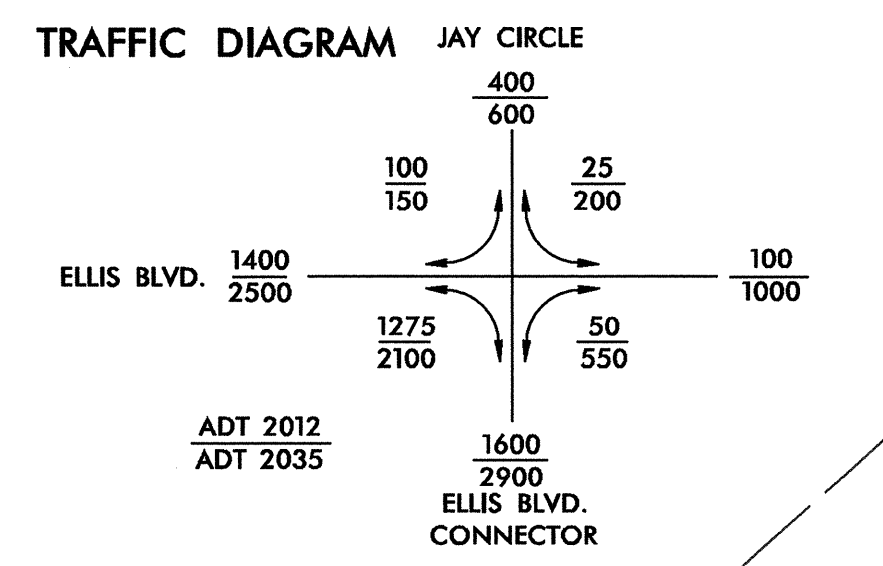 TRAFFIC DIAGRAM
JAY CIRCLE
400
600
100
150
25
200
ELLIS BLVD.
1400
2500
100
1000
1275
2100
50
550
ADT 2012
ADT 2035
1600
2900
ELLIS BLVD.
CONNECTOR